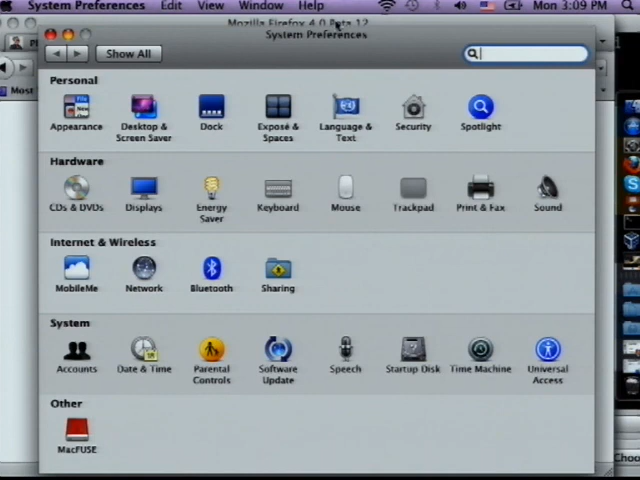 System Preferences Edit View Window Help Mon 3:09 PM
Mozilla Firefox 4.0 Beta 12
System Preferences
Show All
Most
Personal
Appearance
Desktop &
Screen Saver
Dock
Exposé &
Spaces
Language &
Text
Security
Spotlight
Hardware
CDs & DVDs
Displays
Energy
Saver
Keyboard
Mouse
Trackpad
Print & Fax
Sound
Internet & Wireless
MobileMe
Network
Bluetooth
Sharing
System
Accounts
Date & Time
Parental
Controls
Software
Update
Speech
Startup Disk
Time Machine
Universal
Access
Other
MacFUSE
Choo